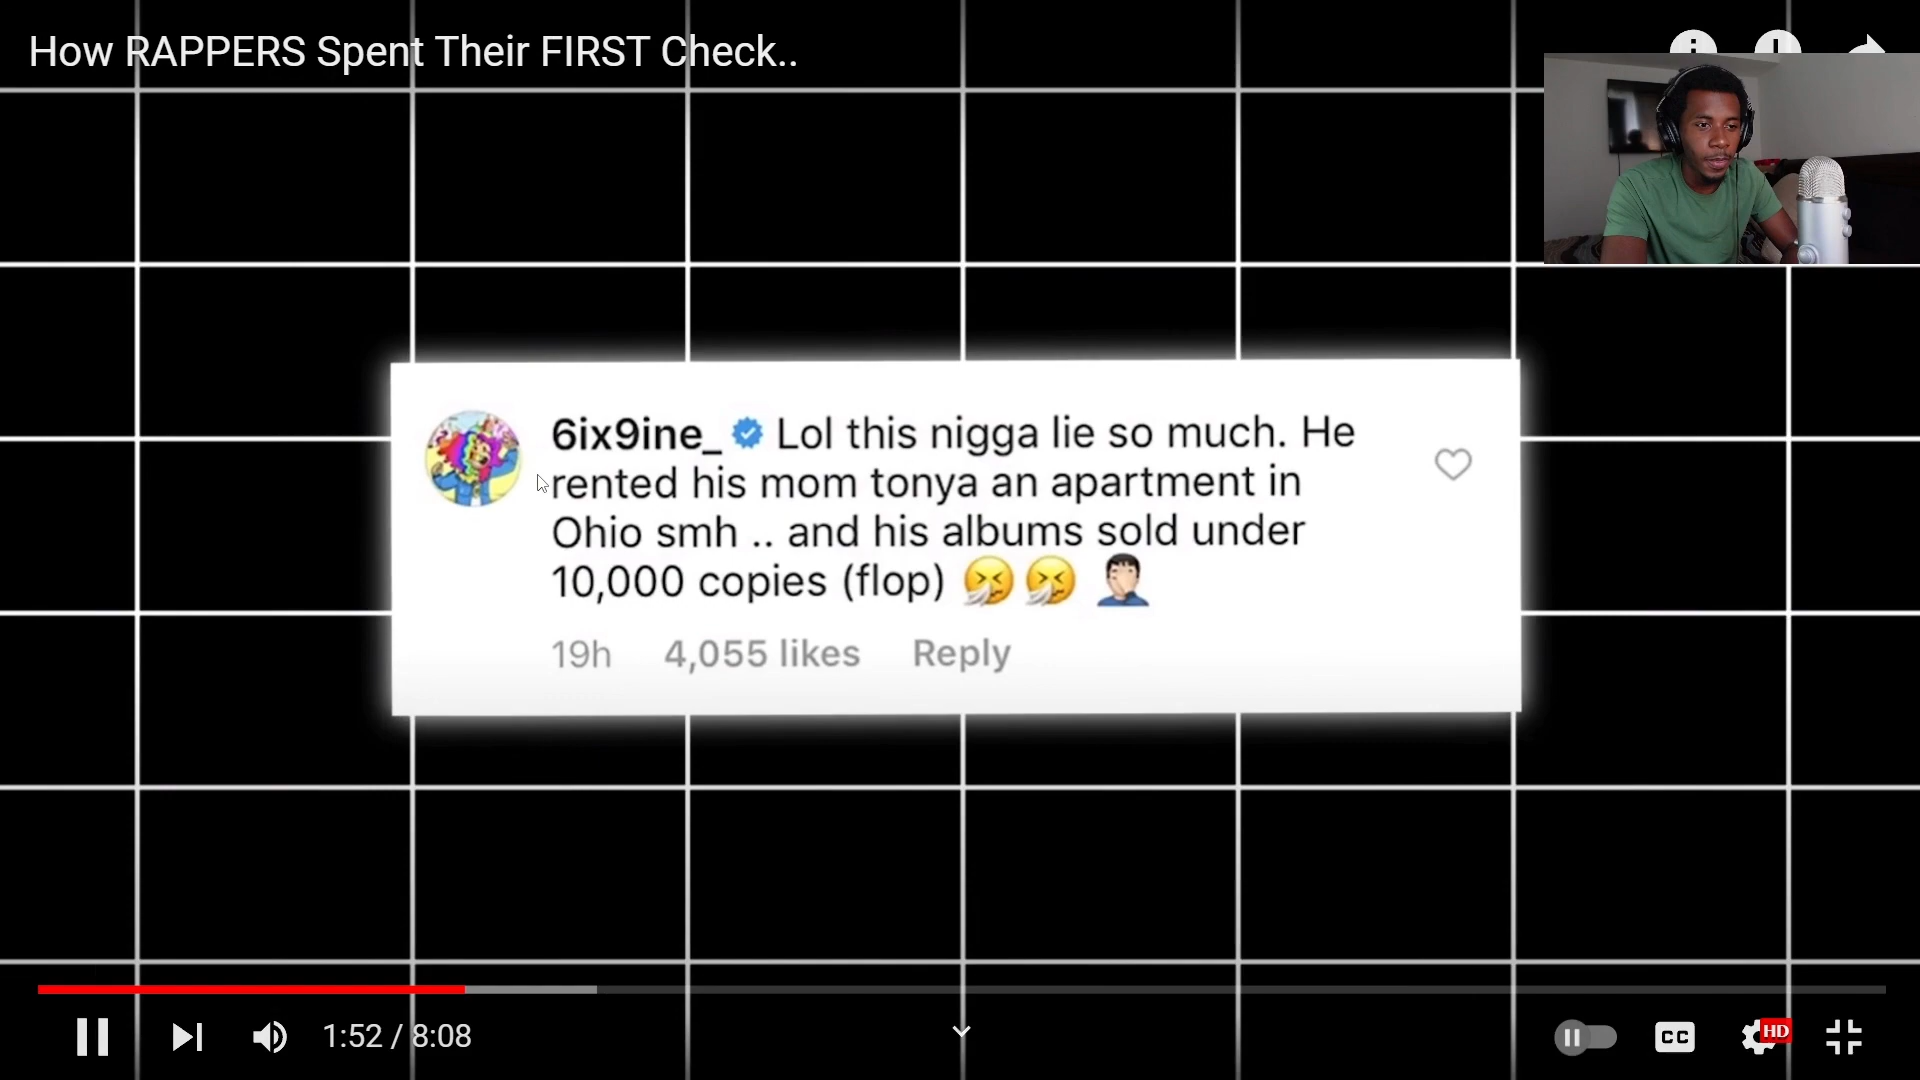 How RAPPERS Spent Their FIRST Check..
6ix9ine_ Lol this nigga lie so much. He
rented his mom tonya an apartment in
Ohio smh .. and his albums sold under
10,000 copies (flop) 🤧🤧 🤦🏻‍♂️
19h 4,055 likes Reply
1:52 / 8:08
CC
HD